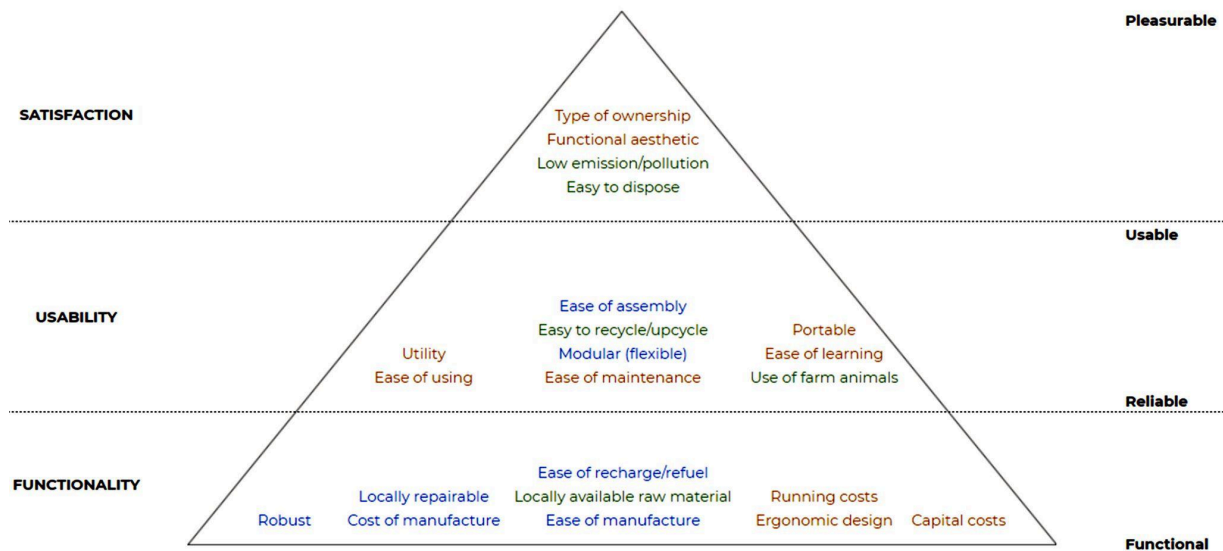 Pleasurable
SATISFACTION
Type of ownership
Functional aesthetic
Low emission/pollution
Easy to dispose
Usable
USABILITY
Ease of assembly
Easy to recycle/upcycle
Portable
Utility
Modular (flexible)
Ease of learning
Ease of using
Ease of maintenance
Use of farm animals
Reliable
FUNCTIONALITY
Ease of recharge/refuel
Locally repairable
Locally available raw material
Running costs
Robust
Cost of manufacture
Ease of manufacture
Ergonomic design
Capital costs
Functional